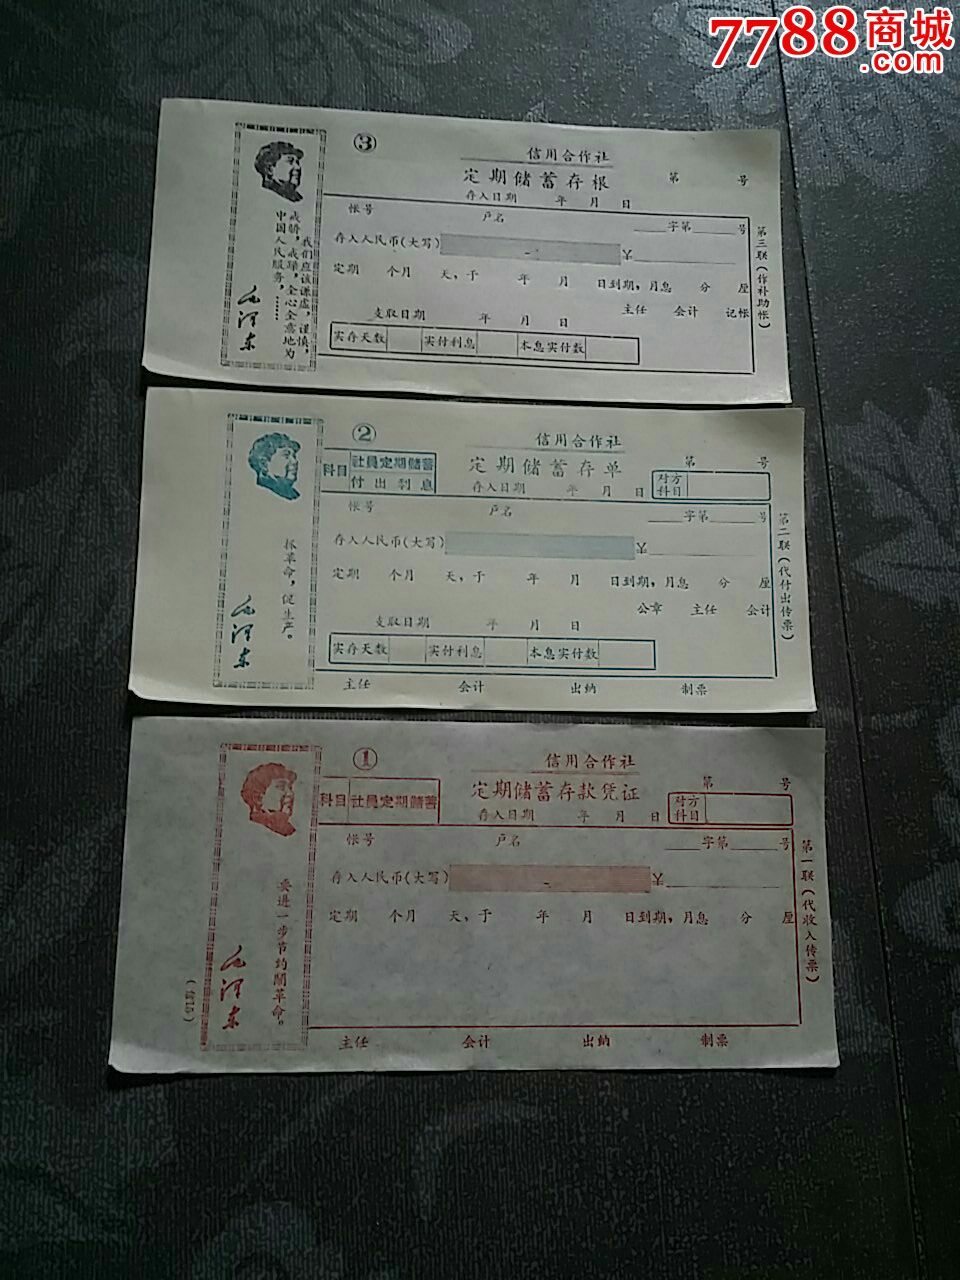 7788商城
.com
③
信用合作社
定期储蓄存根
第 号
存入日期 年 月 日
帐号 户名 字第 号
存入人民币(大写)
定期 个月 天,于 年 月 日到期,月息 分 厘
主任 会计 记帐
支取日期 年 月 日
实存天数 实付利息 本息实付数
第三联(作补助帐)
我们应该谦虚,谨慎,
戒骄,戒躁,全心全意地为
中国人民服务,……
毛泽东
②
信用合作社
定期储蓄存单
第 号
科目 社员定期储蓄
付出利息
存入日期 年 月 日
对方科目
帐号 户名 字第 号
存入人民币(大写)
定期 个月 天,于 年 月 日到期,月息 分 厘
公章 主任 会计
支取日期 年 月 日
实存天数 实付利息 本息实付数
主任 会计 出纳 制票
第二联(代付出传票)
抓革命,促生产。
毛泽东
①
信用合作社
定期储蓄存款凭证
第 号
科目 社员定期储蓄
存入日期 年 月 日
对方科目
帐号 户名 字第 号
存入人民币(大写)
定期 个月 天,于 年 月 日到期,月息 分 厘
主任 会计 出纳 制票
第一联(代收入传票)
要进一步节约闹革命。
毛泽东